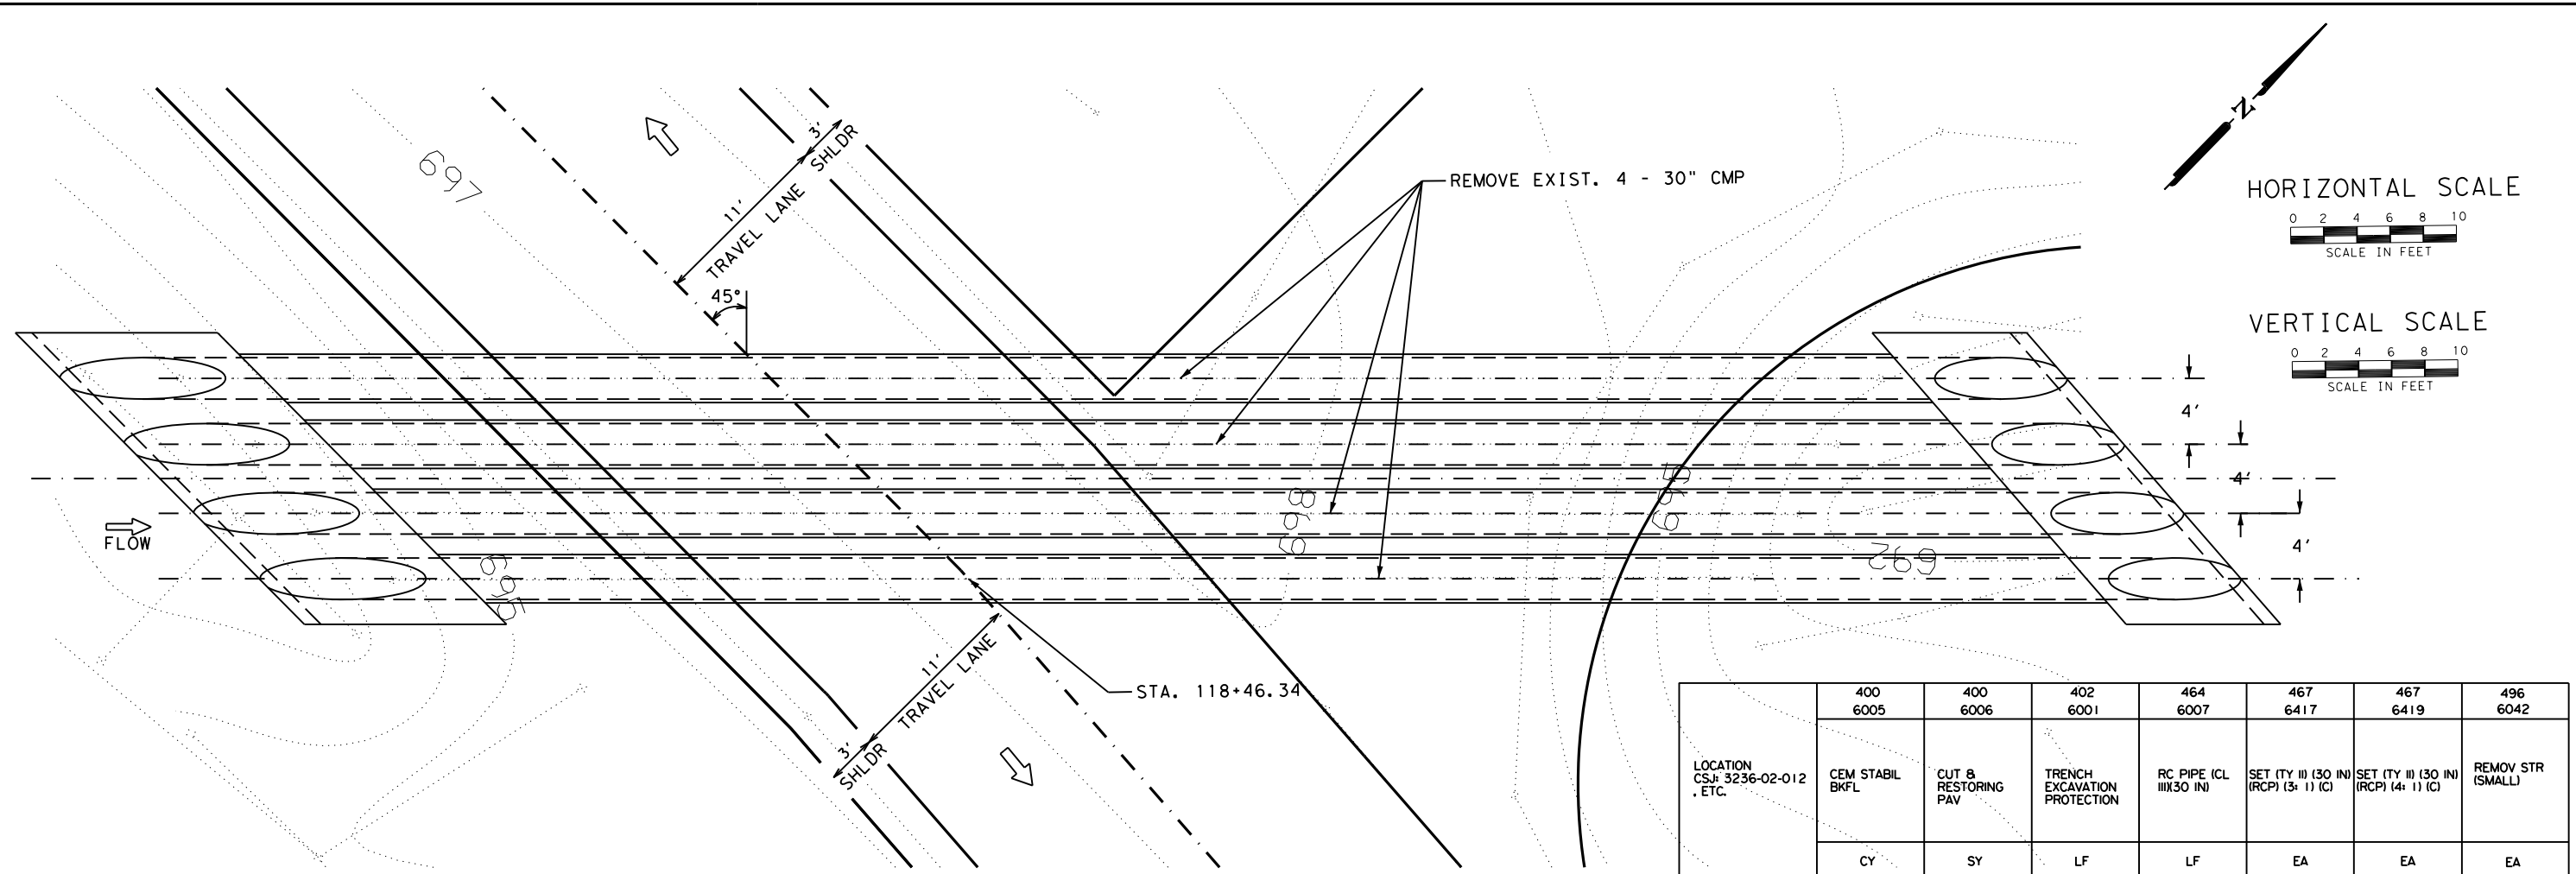 697
3'
SHLDR
11'
TRAVEL LANE
45°
REMOVE EXIST. 4 - 30" CMP
N
HORIZONTAL SCALE
0 2 4 6 8 10
SCALE IN FEET
VERTICAL SCALE
0 2 4 6 8 10
SCALE IN FEET
4'
4'
4'
FLOW
695
698
695
692
11'
TRAVEL LANE
3'
SHLDR
STA. 118+46.34
LOCATION
CSJ: 3236-02-012
, ETC.
400
6005
CEM STABIL
BKFL
CY
400
6006
CUT &
RESTORING
PAV
SY
402
6001
TRENCH
EXCAVATION
PROTECTION
LF
464
6007
RC PIPE (CL
III)(30 IN)
LF
467
6417
SET (TY II) (30 IN)
(RCP) (3: 1) (C)
EA
467
6419
SET (TY II) (30 IN)
(RCP) (4: 1) (C)
EA
496
6042
REMOV STR
(SMALL)
EA